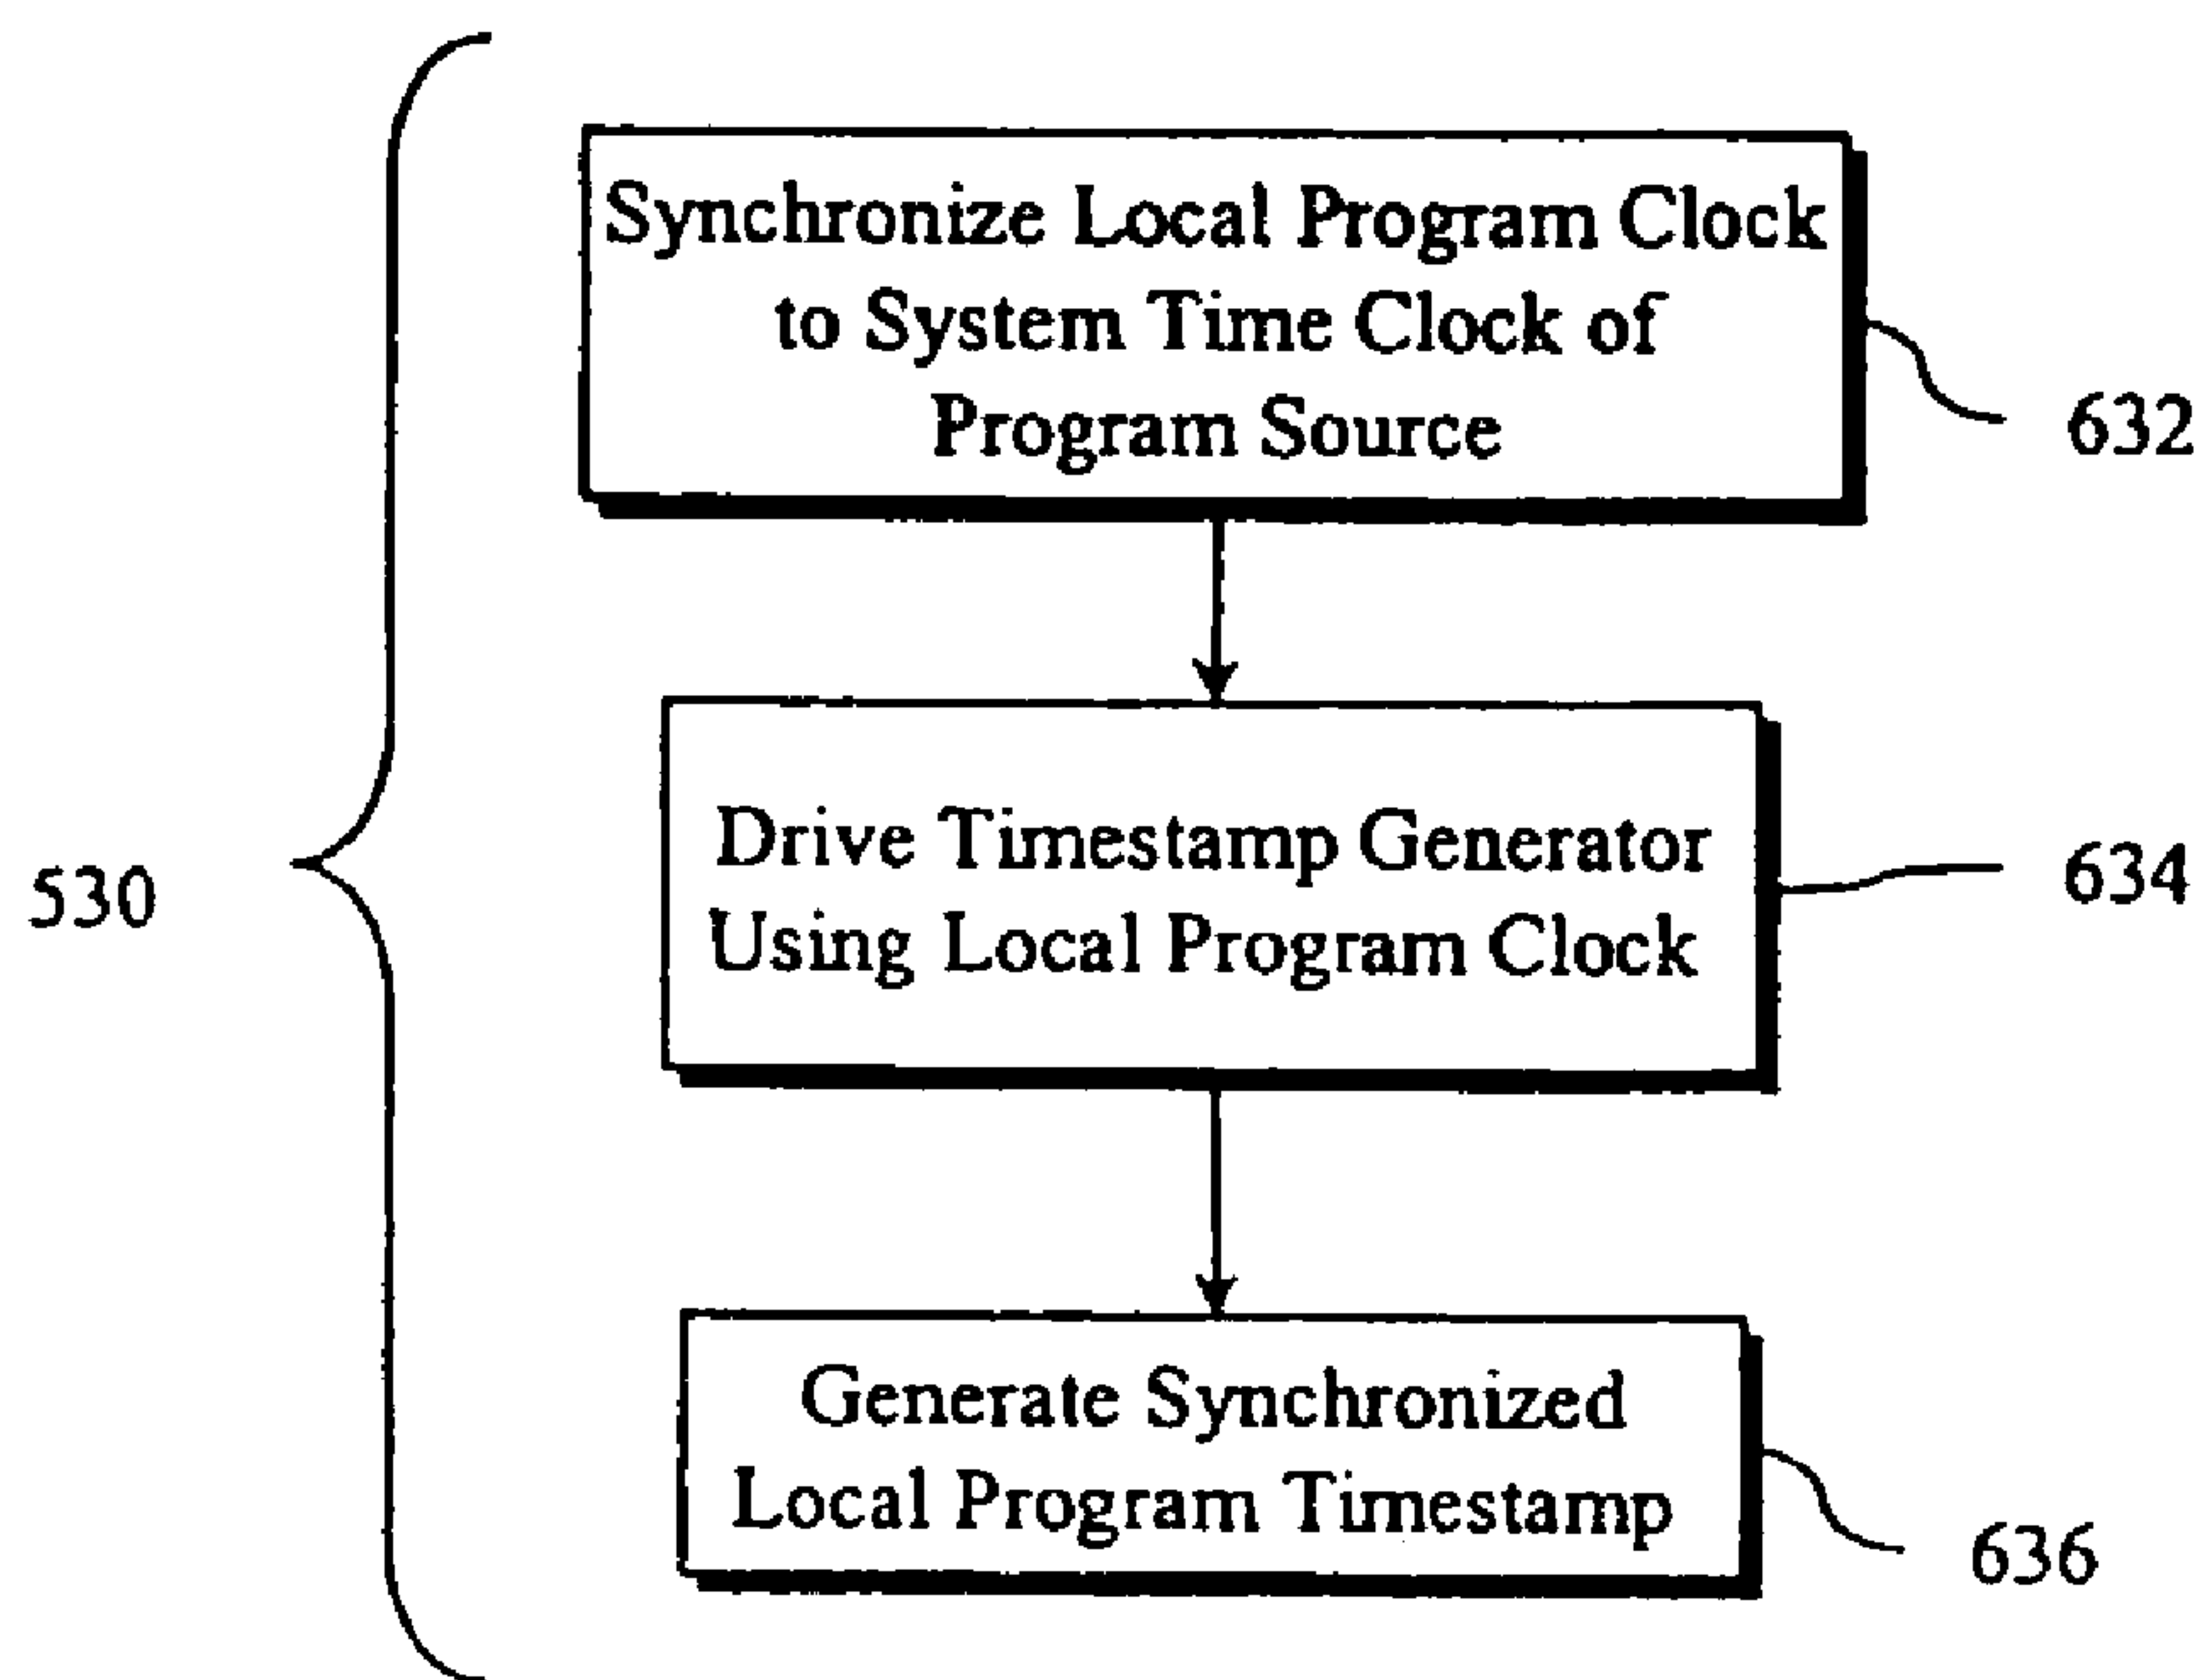 Synchronize Local Program Clock
to System Time Clock of
Program Source
632
530
Drive Timestamp Generator
Using Local Program Clock
634
Generate Synchronized
Local Program Timestamp
636